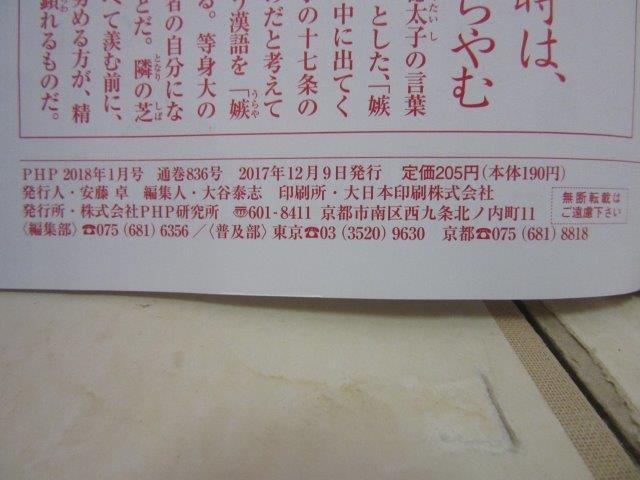 時は、
らやむ
太子の言葉
とした、「嫉
中に出てく
の十七条の
のだと考えて
う漢語を「嫉
る。等身大の
者の自分にな
とだ。隣の芝
べて羨む前に、
努める方が、精
顕れるものだ。
PHP 2018年1月号 通巻836号 2017年12月9日発行 定価205円(本体190円)
発行人・安藤 卓 編集人・大谷泰志 印刷所・大日本印刷株式会社
発行所・株式会社PHP研究所 〠601-8411 京都市南区西九条北ノ内町11
〈編集部〉☎075(681)6356/〈普及部〉東京☎03(3520)9630 京都☎075(681)8818
無断転載は
ご遠慮下さい